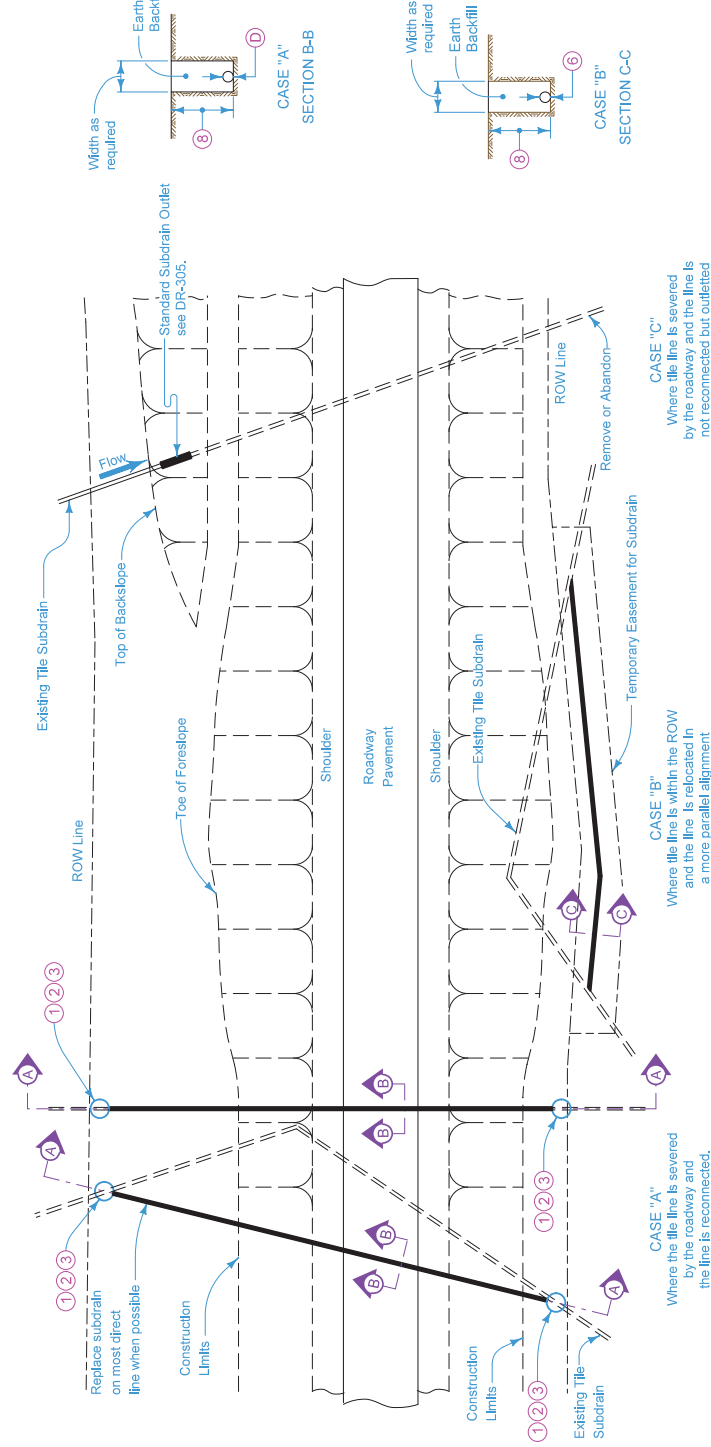 Width as
required
Earth
Backfill
8
D
CASE "A"
SECTION B-B
Width as
required
Earth
Backfill
8
6
CASE "B"
SECTION C-C
Existing Tile Subdrain
Flow
Standard Subdrain Outlet
see DR-305.
Top of Backslope
ROW Line
Toe of Foreslope
Shoulder
Roadway
Pavement
Shoulder
Existing Tile Subdrain
ROW Line
Remove or Abandon
Temporary Easement for Subdrain
1 2 3
A
A
1 2 3
Replace subdrain
on most direct
line when possible
Construction
Limits
B
B
B
B
C
C
Construction
Limits
1 2 3
1 2 3
Existing Tile
Subdrain
A
A
CASE "A"
Where the tile line is severed
by the roadway and
the line is reconnected.
CASE "B"
Where tile line is within the ROW
and the line is relocated in
a more parallel alignment
CASE "C"
Where tile line is severed
by the roadway and the line is
not reconnected but outletted